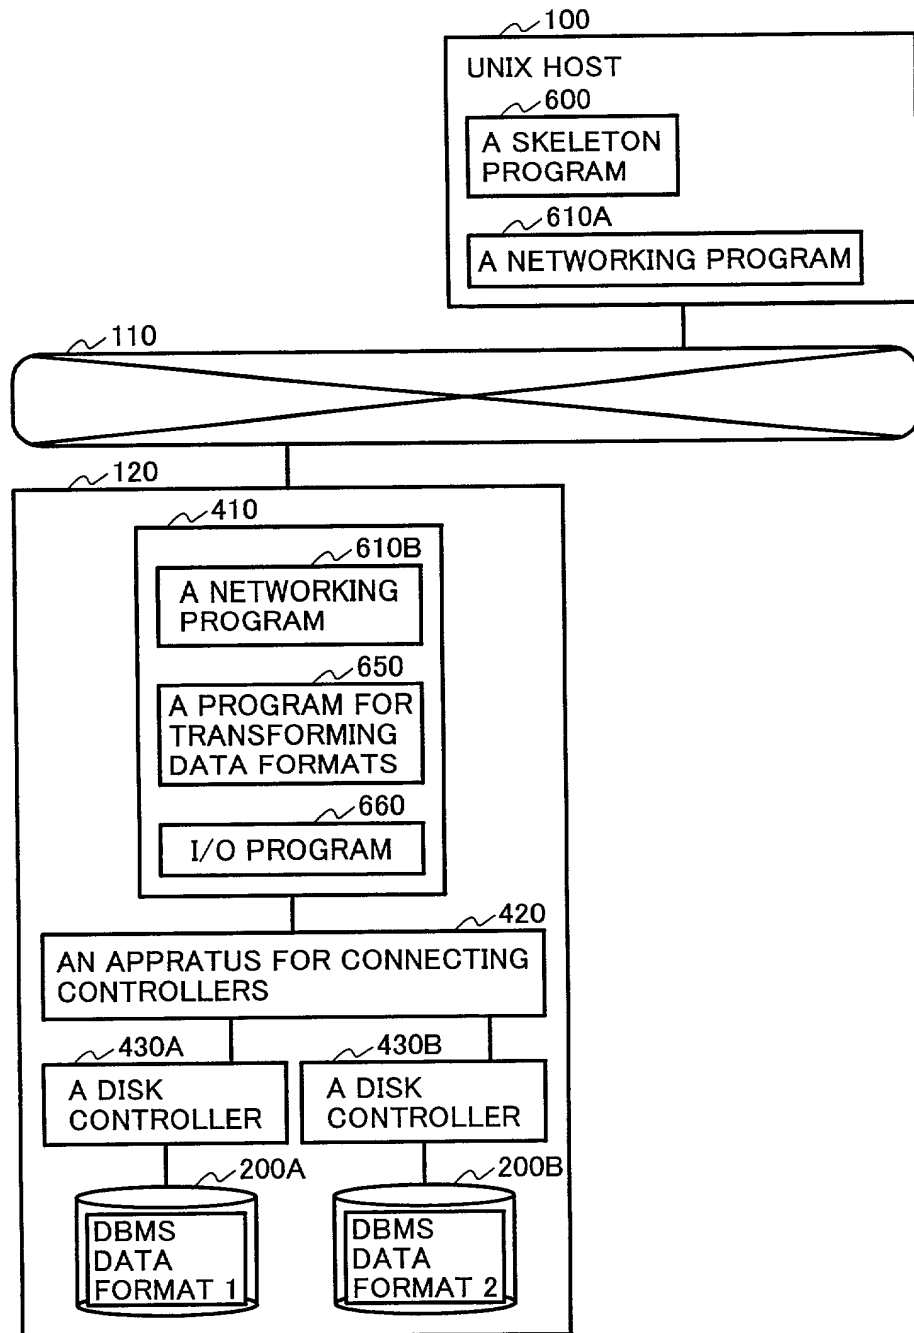 100
UNIX HOST
600
A SKELETON
PROGRAM
610A
A NETWORKING PROGRAM
110
120
410
610B
A NETWORKING
PROGRAM
650
A PROGRAM FOR
TRANSFORMING
DATA FORMATS
660
I/O PROGRAM
420
AN APPRATUS FOR CONNECTING
CONTROLLERS
430A
A DISK
CONTROLLER
430B
A DISK
CONTROLLER
200A
DBMS
DATA
FORMAT 1
200B
DBMS
DATA
FORMAT 2